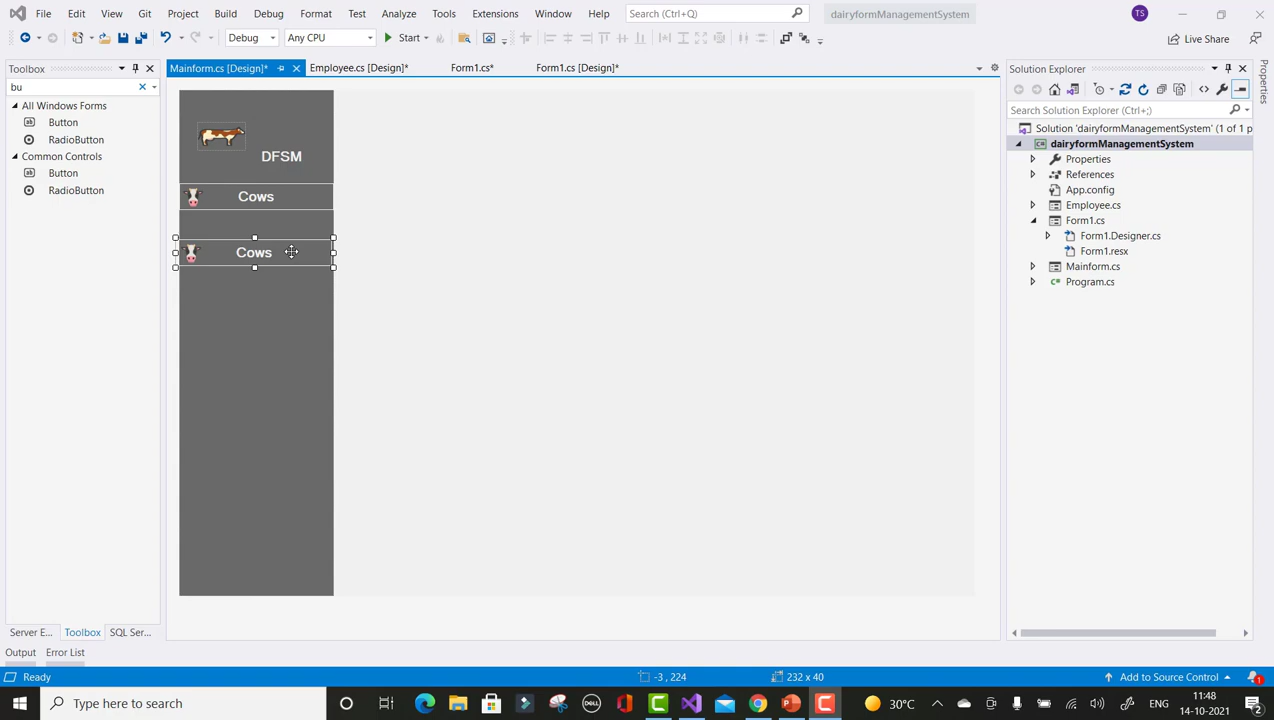 File Edit View Git Project Build Debug Format Test Analyze Tools Extensions Window Help Search (Ctrl+Q) dairyformManagementSystem TS
Debug Any CPU Start Live Share
Toolbox
bu
All Windows Forms
Button
RadioButton
Common Controls
Button
RadioButton
Mainform.cs [Design]* Employee.cs [Design]* Form1.cs* Form1.cs [Design]*
DFSM
Cows
Cows
Solution Explorer
Search Solution Explorer (Ctrl+;)
Solution 'dairyformManagementSystem' (1 of 1 p
dairyformManagementSystem
Properties
References
App.config
Employee.cs
Form1.cs
Form1.Designer.cs
Form1.resx
Mainform.cs
Program.cs
Properties
Server E... Toolbox SQL Ser...
Output Error List
Ready -3 , 224 232 x 40 Add to Source Control 1
Type here to search DELL 30°C ENG 11:48 14-10-2021 2